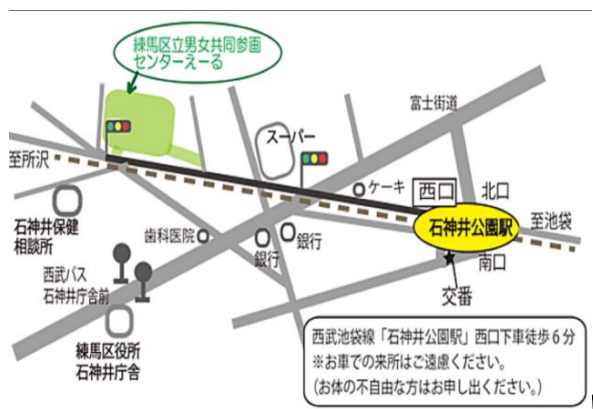 練馬区立男女共同参画
センターえーる
富士街道
スーパー
至所沢
ケーキ
西口
北口
石神井公園駅
至池袋
石神井保健
相談所
歯科医院
銀行
銀行
南口
交番
西武バス
石神井庁舎前
練馬区役所
石神井庁舎
西武池袋線「石神井公園駅」西口下車徒歩6分
※お車での来所はご遠慮ください。
(お体の不自由な方はお申し出ください。)